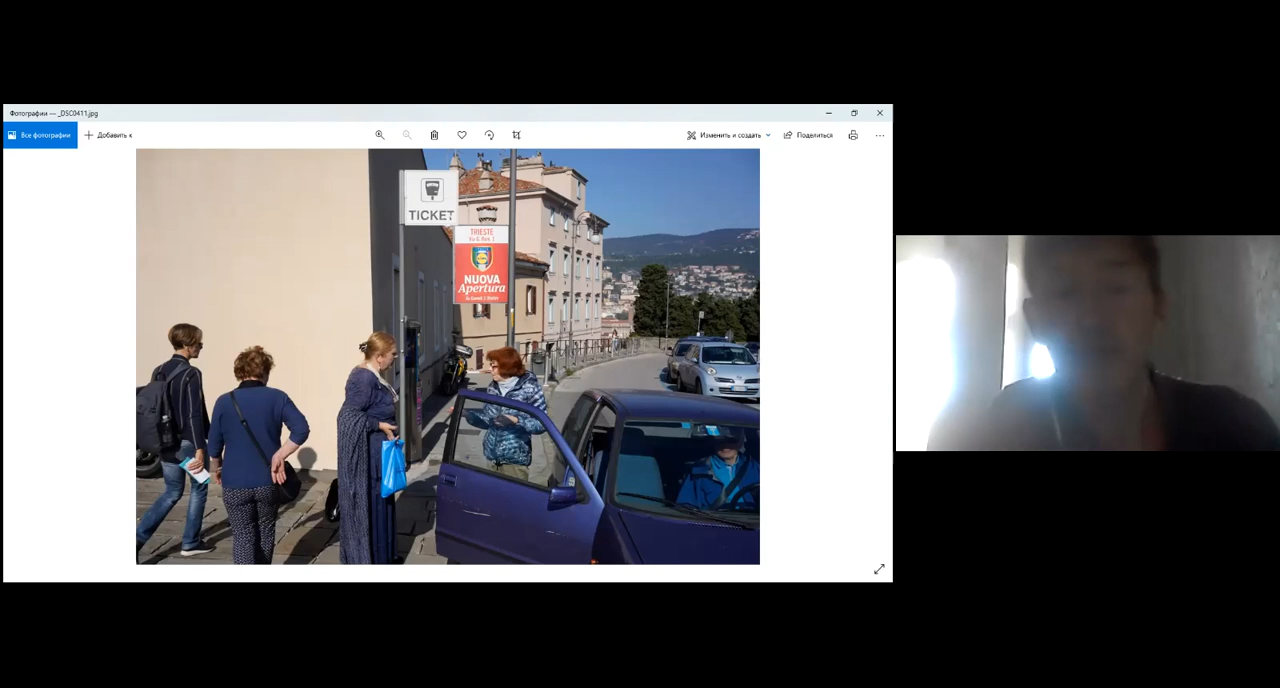 Фотографии — _DSC0411.jpg
Все фотографии
Добавить к
Изменить и создать
Поделиться
TICKET
TRIESTE
NUOVA
Apertura